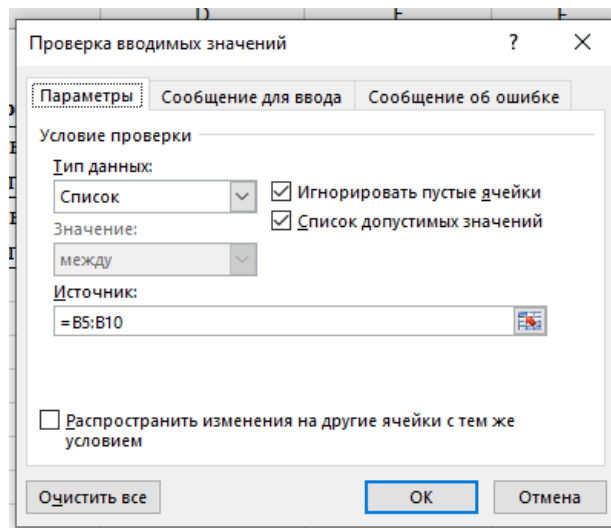 D E F
Проверка вводимых значений ? ×
Параметры Сообщение для ввода Сообщение об ошибке
Условие проверки
Тип данных:
Список
Игнорировать пустые ячейки
Список допустимых значений
Значение:
между
Источник:
=B5:B10
Распространить изменения на другие ячейки с тем же
условием
Очистить все ОК Отмена